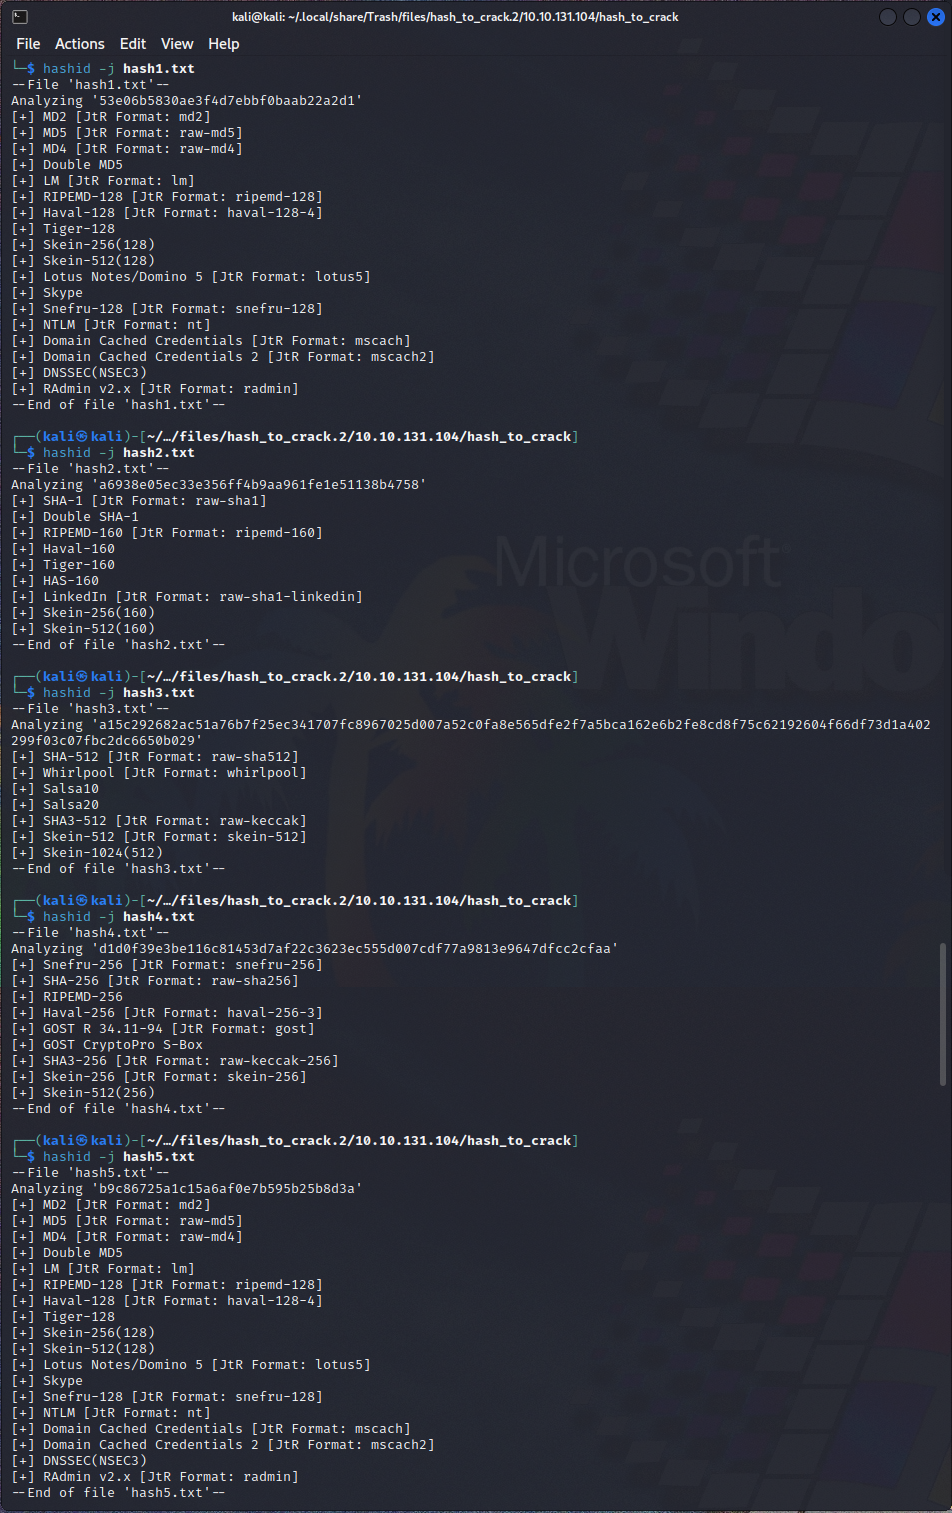 kali@kali: ~/.local/share/Trash/files/hash_to_crack.2/10.10.131.104/hash_to_crack
File Actions Edit View Help
└─$ hashid -j hash1.txt
--File 'hash1.txt'--
Analyzing '53e06b5830ae3f4d7ebbf0baab22a2d1'
[+] MD2 [JtR Format: md2]
[+] MD5 [JtR Format: raw-md5]
[+] MD4 [JtR Format: raw-md4]
[+] Double MD5
[+] LM [JtR Format: lm]
[+] RIPEMD-128 [JtR Format: ripemd-128]
[+] Haval-128 [JtR Format: haval-128-4]
[+] Tiger-128
[+] Skein-256(128)
[+] Skein-512(128)
[+] Lotus Notes/Domino 5 [JtR Format: lotus5]
[+] Skype
[+] Snefru-128 [JtR Format: snefru-128]
[+] NTLM [JtR Format: nt]
[+] Domain Cached Credentials [JtR Format: mscach]
[+] Domain Cached Credentials 2 [JtR Format: mscach2]
[+] DNSSEC(NSEC3)
[+] RAdmin v2.x [JtR Format: radmin]
--End of file 'hash1.txt'--
┌──(kali㉿kali)-[~/…/files/hash_to_crack.2/10.10.131.104/hash_to_crack]
└─$ hashid -j hash2.txt
--File 'hash2.txt'--
Analyzing 'a6938e05ec33e356ff4b9aa961fe1e51138b4758'
[+] SHA-1 [JtR Format: raw-sha1]
[+] Double SHA-1
[+] RIPEMD-160 [JtR Format: ripemd-160]
[+] Haval-160
[+] Tiger-160
[+] HAS-160
[+] LinkedIn [JtR Format: raw-sha1-linkedin]
[+] Skein-256(160)
[+] Skein-512(160)
--End of file 'hash2.txt'--
┌──(kali㉿kali)-[~/…/files/hash_to_crack.2/10.10.131.104/hash_to_crack]
└─$ hashid -j hash3.txt
--File 'hash3.txt'--
Analyzing 'a15c292682ac51a76b7f25ec341707fc8967025d007a52c0fa8e565dfe2f7a5bca162e6b2fe8cd8f75c62192604f66df73d1a402
299f03c07fbc2dc6650b029'
[+] SHA-512 [JtR Format: raw-sha512]
[+] Whirlpool [JtR Format: whirlpool]
[+] Salsa10
[+] Salsa20
[+] SHA3-512 [JtR Format: raw-keccak]
[+] Skein-512 [JtR Format: skein-512]
[+] Skein-1024(512)
--End of file 'hash3.txt'--
┌──(kali㉿kali)-[~/…/files/hash_to_crack.2/10.10.131.104/hash_to_crack]
└─$ hashid -j hash4.txt
--File 'hash4.txt'--
Analyzing 'd1d0f39e3be116c81453d7af22c3623ec555d007cdf77a9813e9647dfcc2cfaa'
[+] Snefru-256 [JtR Format: snefru-256]
[+] SHA-256 [JtR Format: raw-sha256]
[+] RIPEMD-256
[+] Haval-256 [JtR Format: haval-256-3]
[+] GOST R 34.11-94 [JtR Format: gost]
[+] GOST CryptoPro S-Box
[+] SHA3-256 [JtR Format: raw-keccak-256]
[+] Skein-256 [JtR Format: skein-256]
[+] Skein-512(256)
--End of file 'hash4.txt'--
┌──(kali㉿kali)-[~/…/files/hash_to_crack.2/10.10.131.104/hash_to_crack]
└─$ hashid -j hash5.txt
--File 'hash5.txt'--
Analyzing 'b9c86725a1c15a6af0e7b595b25b8d3a'
[+] MD2 [JtR Format: md2]
[+] MD5 [JtR Format: raw-md5]
[+] MD4 [JtR Format: raw-md4]
[+] Double MD5
[+] LM [JtR Format: lm]
[+] RIPEMD-128 [JtR Format: ripemd-128]
[+] Haval-128 [JtR Format: haval-128-4]
[+] Tiger-128
[+] Skein-256(128)
[+] Skein-512(128)
[+] Lotus Notes/Domino 5 [JtR Format: lotus5]
[+] Skype
[+] Snefru-128 [JtR Format: snefru-128]
[+] NTLM [JtR Format: nt]
[+] Domain Cached Credentials [JtR Format: mscach]
[+] Domain Cached Credentials 2 [JtR Format: mscach2]
[+] DNSSEC(NSEC3)
[+] RAdmin v2.x [JtR Format: radmin]
--End of file 'hash5.txt'--
Microsoft
Windo